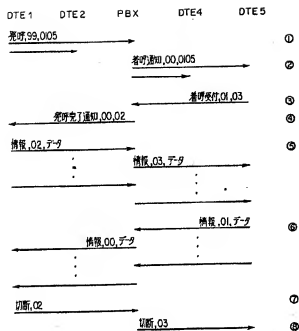 DTE1 DTE2 PBX DTE4 DTE5
発呼,99,0105 ①
着呼通知,00,0105 ②
着呼受付,01,03 ③
発呼完了通知,00,02 ④
情報,02,データ ⑤
情報,03,データ
情報,01,データ ⑥
情報,00,データ
切断,02 ⑦
切断,03 ⑧